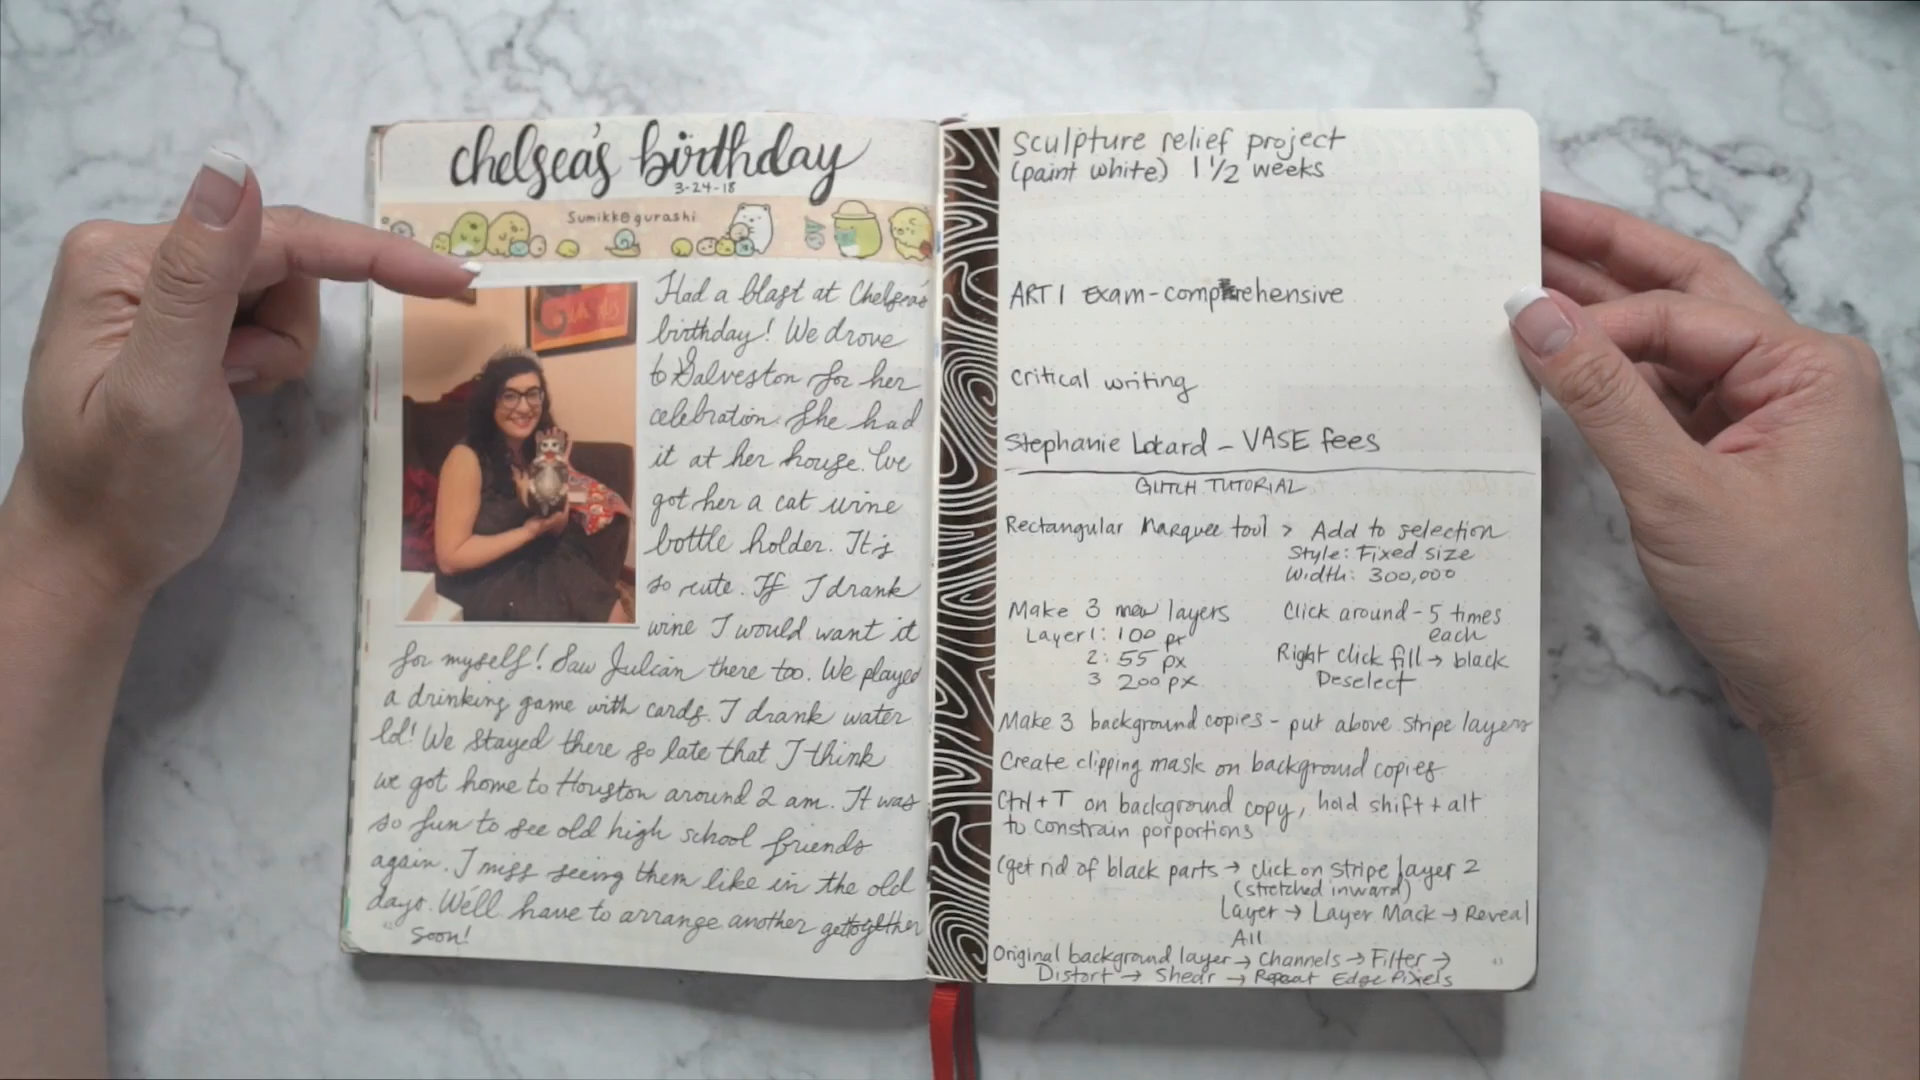 chelsea's birthday
3-24-18
Sumikkogurashi
Had a blast at Chelsea's
birthday! We drove
to Galveston for her
celebration. She had
it at her house. We
got her a cat wine
bottle holder. It's
so cute. If I drank
wine I would want it
for myself! Saw Julian there too. We played
a drinking game with cards. I drank water
lol! We stayed there so late that I think
we got home to Houston around 2 am. It was
so fun to see old high school friends
again. I miss seeing them like in the old
days. We'll have to arrange another gettogether
soon!
Sculpture relief project
(paint white) 1 1/2 weeks
ART 1 Exam-comprehensive
critical writing
Stephanie - VASE fees
GLITCH TUTORIAL
Rectangular Marquee tool > Add to selection
Style: Fixed size
Width: 300,000
Make 3 new layers
Layer 1: 100 px
2: 55 px
3 200 px
Click around - 5 times
each
Right click fill → black
Deselect
Make 3 background copies - put above stripe layers
Create clipping mask on background copies
Ctrl + T on background copy, hold shift + alt
to constrain porportions
(get rid of black parts → click on stripe layer 2
(stretched inward)
Layer → Layer Mack → Reveal
All
Original background layer → Channels → Filter →
Distort → Shear → Repeat Edge Pixels